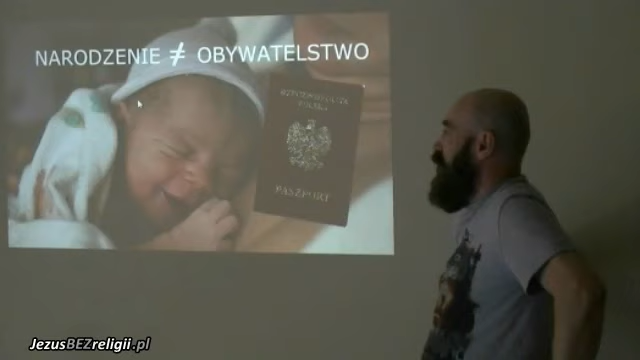 NARODZENIE ≠ OBYWATELSTWO
RZECZPOSPOLITA
POLSKA
PASZPORT
JezusBEZreligii.pl